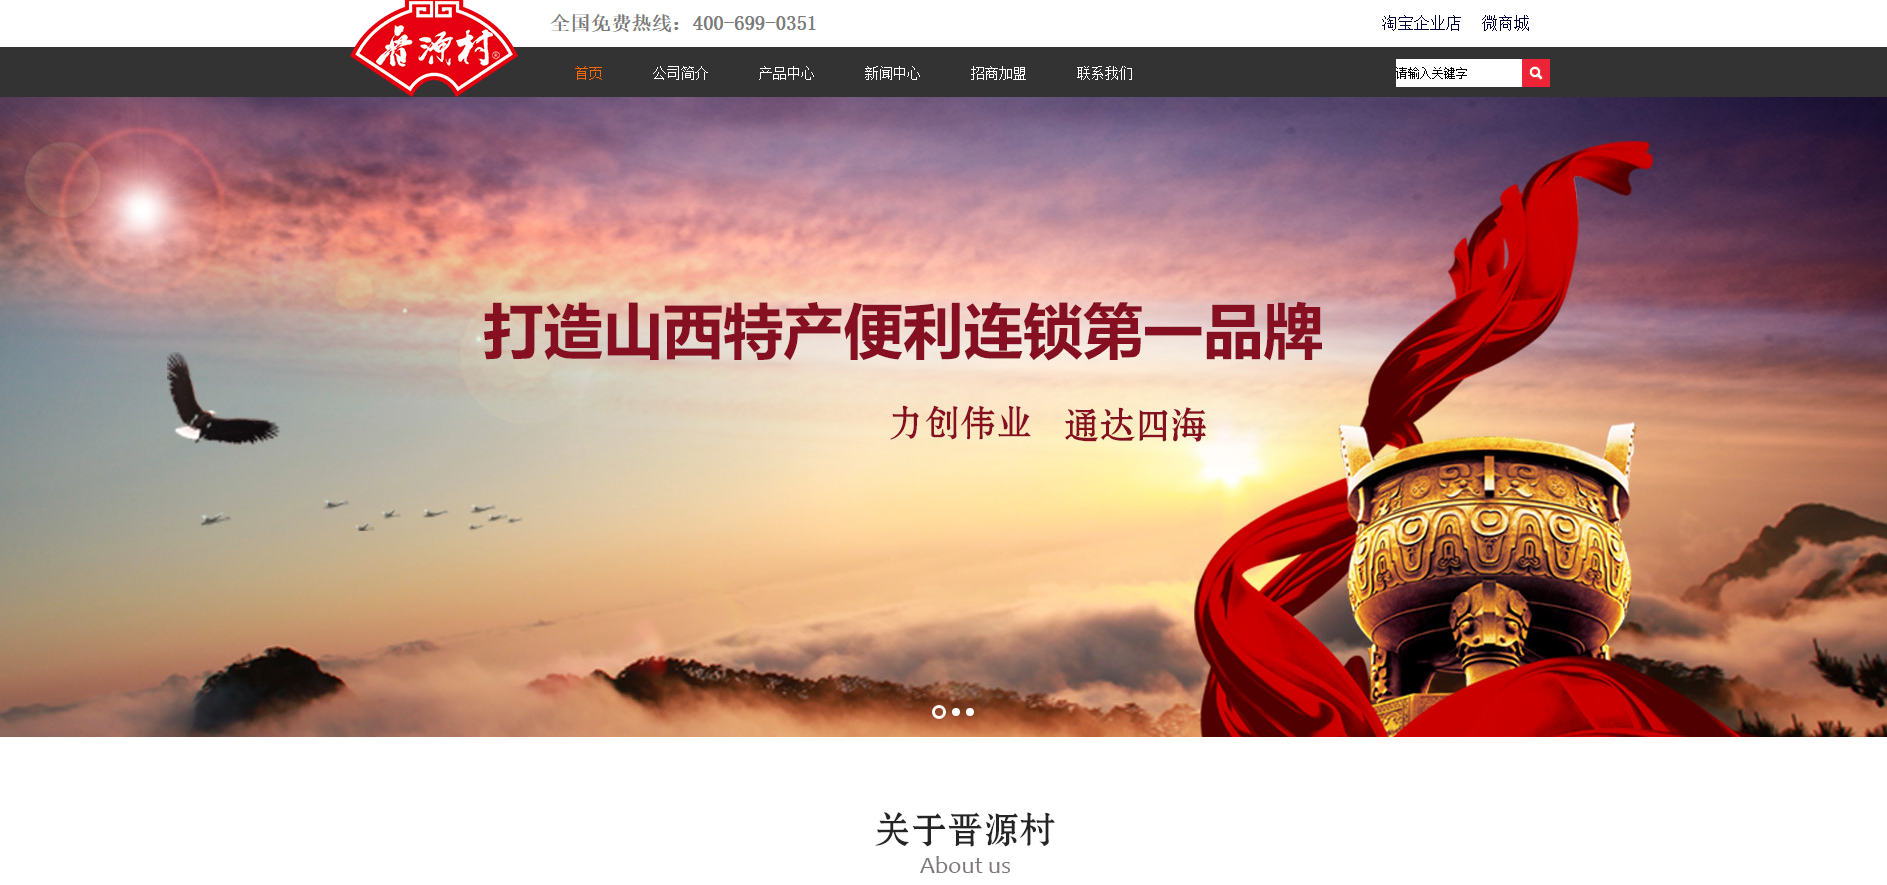 晋源村®
全国免费热线：400-699-0351
淘宝企业店 微商城
首页 公司简介 产品中心 新闻中心 招商加盟 联系我们
请输入关键字
打造山西特产便利连锁第一品牌
力创伟业 通达四海
关于晋源村
About us